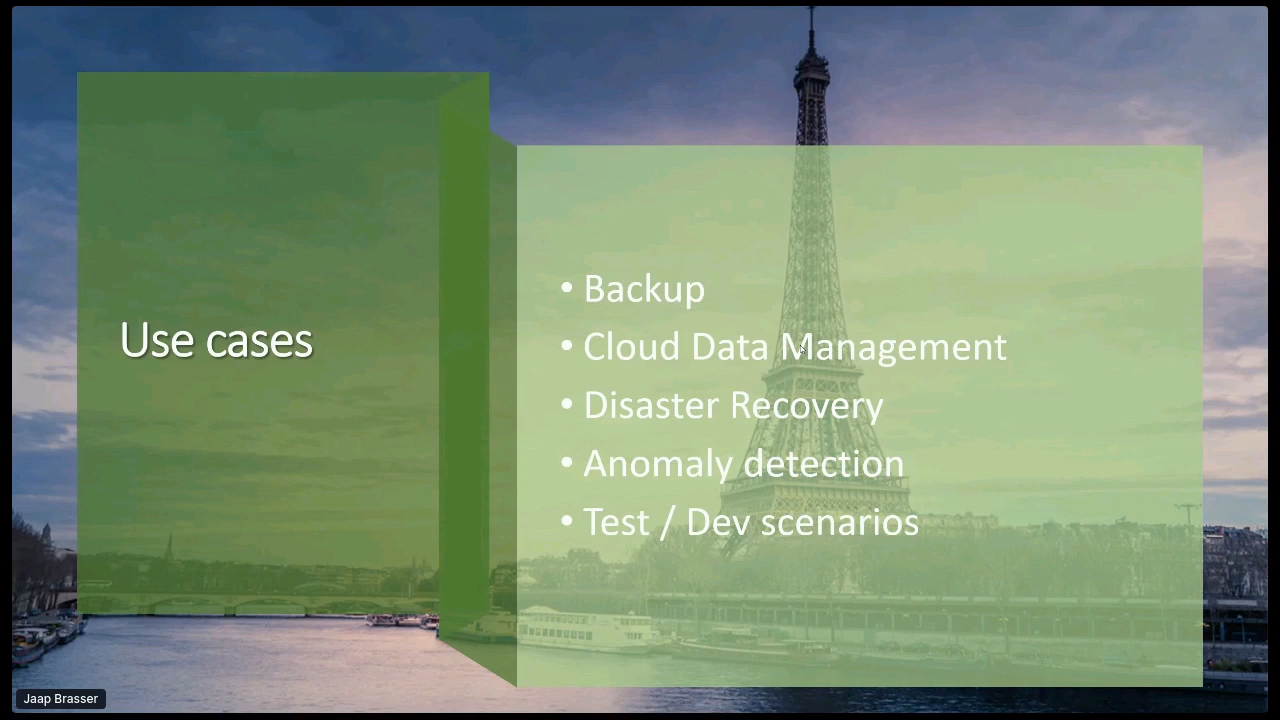 Use cases
• Backup
• Cloud Data Management
• Disaster Recovery
• Anomaly detection
• Test / Dev scenarios
Jaap Brasser